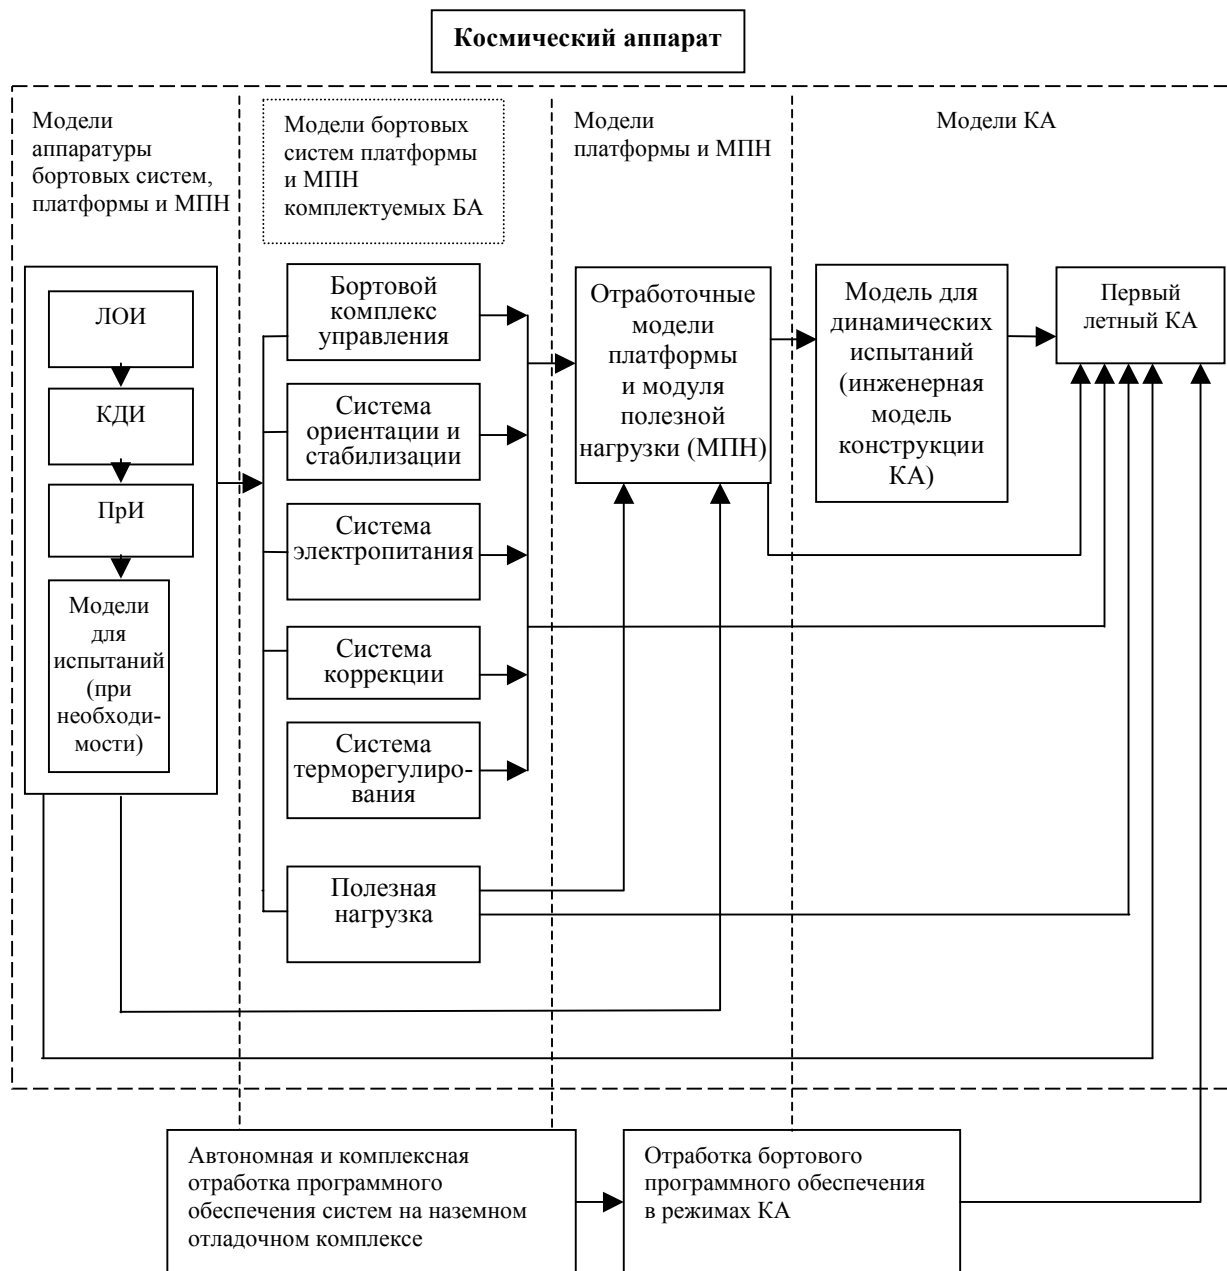 Космический аппарат
Модели
аппаратуры
бортовых систем,
платформы и МПН
Модели бортовых
систем платформы
и МПН
комплектуемых БА
Модели
платформы и МПН
Модели КА
ЛОИ
КДИ
ПрИ
Модели
для
испытаний
(при
необходи-
мости)
Бортовой
комплекс
управления
Система
ориентации и
стабилизации
Система
электропитания
Система
коррекции
Система
терморегулиро-
вания
Полезная
нагрузка
Отработочные
модели
платформы
и модуля
полезной
нагрузки (МПН)
Модель для
динамических
испытаний
(инженерная
модель
конструкции
КА)
Первый
летный КА
Автономная и комплексная
отработка программного
обеспечения систем на наземном
отладочном комплексе
Отработка бортового
программного обеспечения
в режимах КА